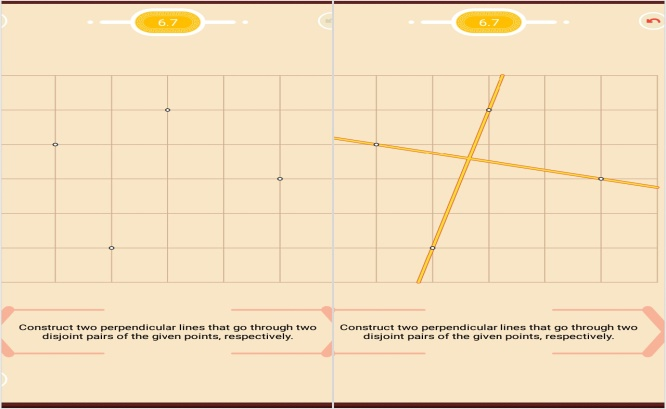 6.7
6.7
Construct two perpendicular lines that go through two
disjoint pairs of the given points, respectively.
Construct two perpendicular lines that go through two
disjoint pairs of the given points, respectively.